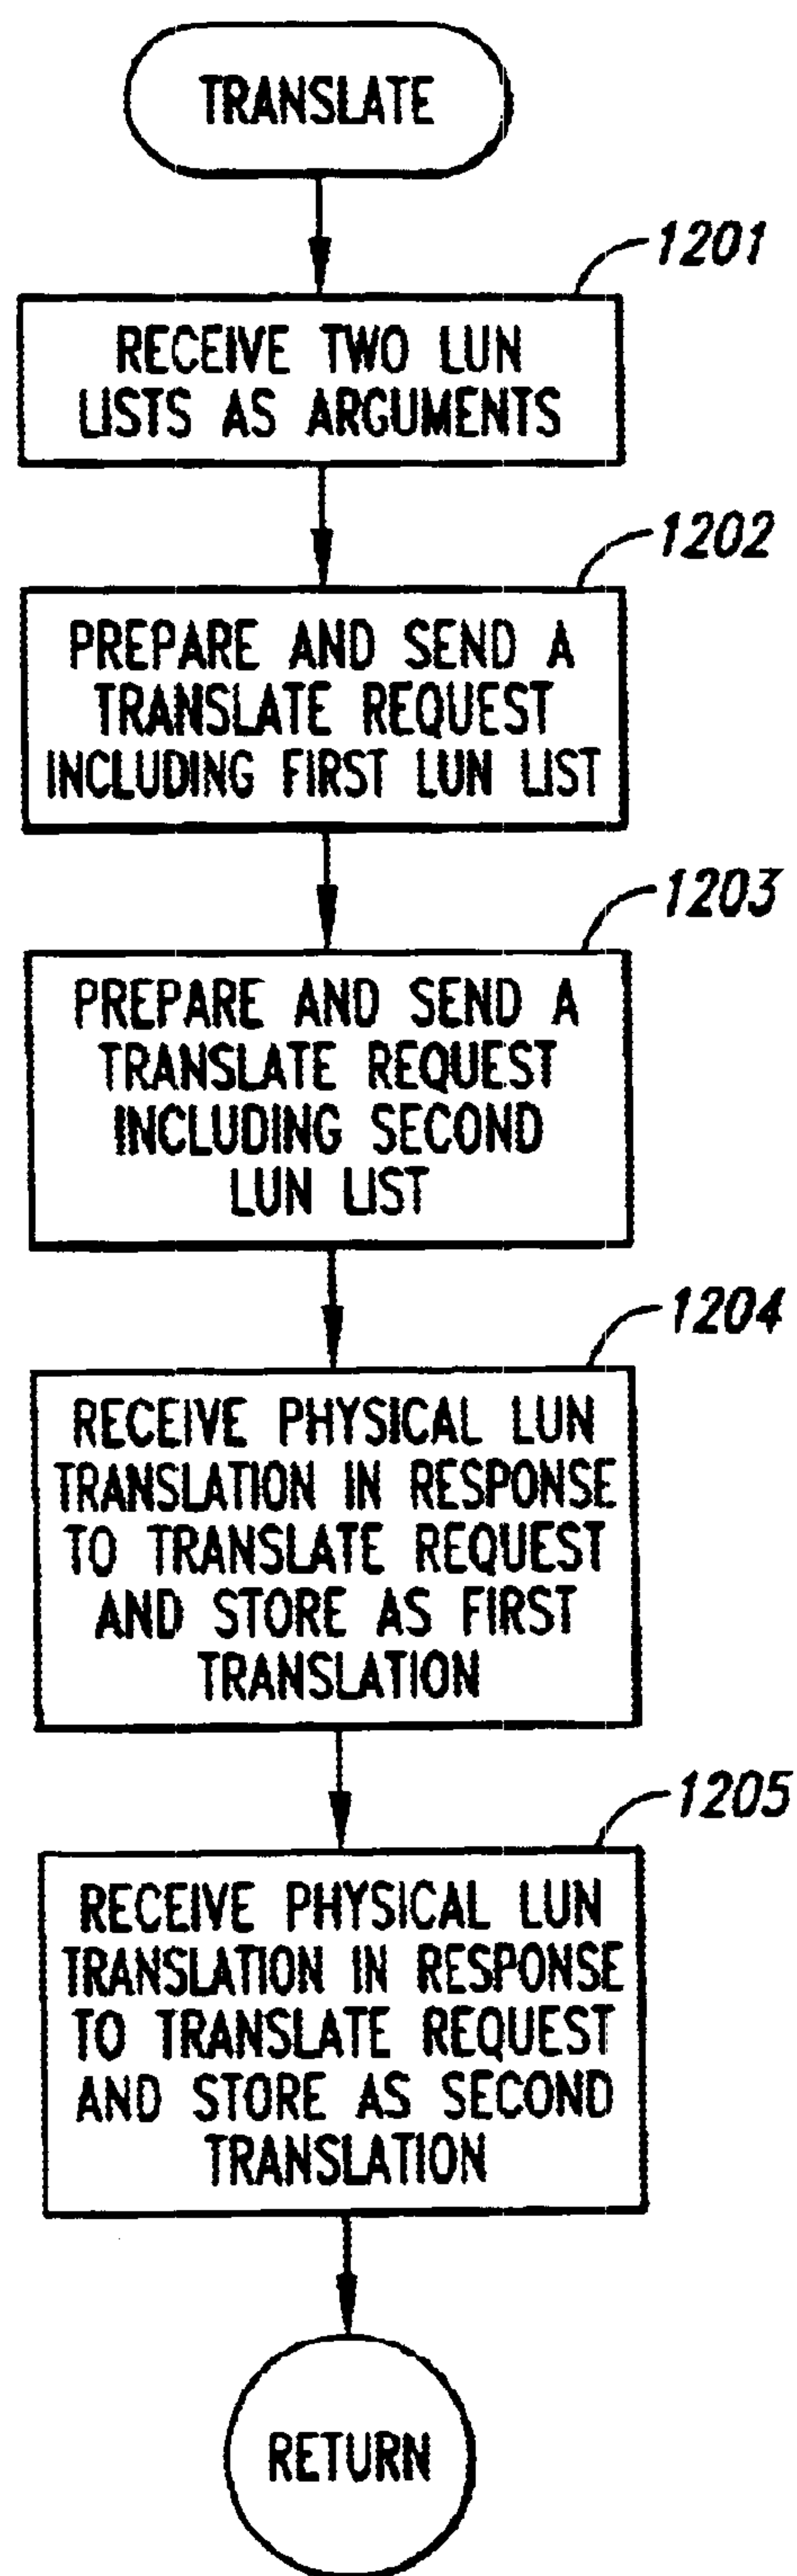 TRANSLATE
1201
RECEIVE TWO LUN
LISTS AS ARGUMENTS
1202
PREPARE AND SEND A
TRANSLATE REQUEST
INCLUDING FIRST LUN LIST
1203
PREPARE AND SEND A
TRANSLATE REQUEST
INCLUDING SECOND
LUN LIST
1204
RECEIVE PHYSICAL LUN
TRANSLATION IN RESPONSE
TO TRANSLATE REQUEST
AND STORE AS FIRST
TRANSLATION
1205
RECEIVE PHYSICAL LUN
TRANSLATION IN RESPONSE
TO TRANSLATE REQUEST
AND STORE AS SECOND
TRANSLATION
RETURN